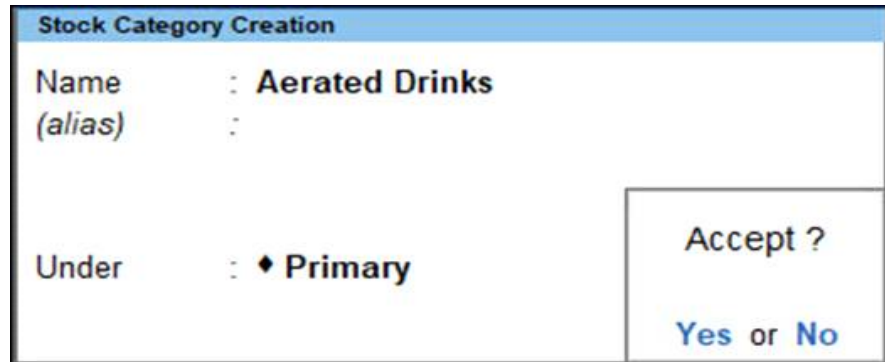 Stock Category Creation
Name : Aerated Drinks
(alias) :
Under : ♦ Primary
Accept ?
Yes or No